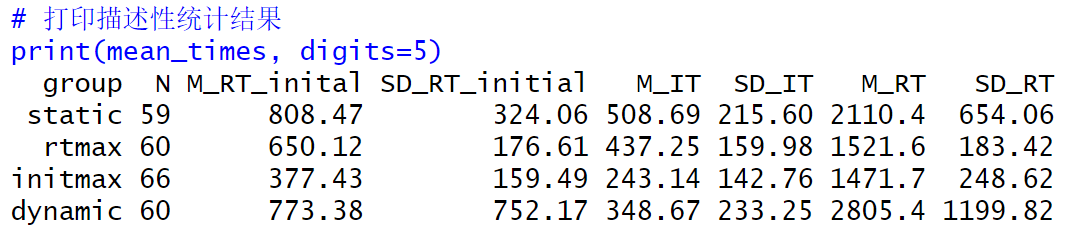 # 打印描述性统计结果
print(mean_times, digits=5)
group N M_RT_inital SD_RT_initial M_IT SD_IT M_RT SD_RT
static 59 808.47 324.06 508.69 215.60 2110.4 654.06
rtmax 60 650.12 176.61 437.25 159.98 1521.6 183.42
initmax 66 377.43 159.49 243.14 142.76 1471.7 248.62
dynamic 60 773.38 752.17 348.67 233.25 2805.4 1199.82